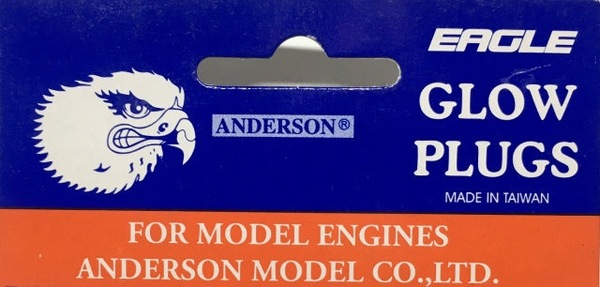 EAGLE
GLOW
PLUGS
ANDERSON®
MADE IN TAIWAN
FOR MODEL ENGINES
ANDERSON MODEL CO.,LTD.